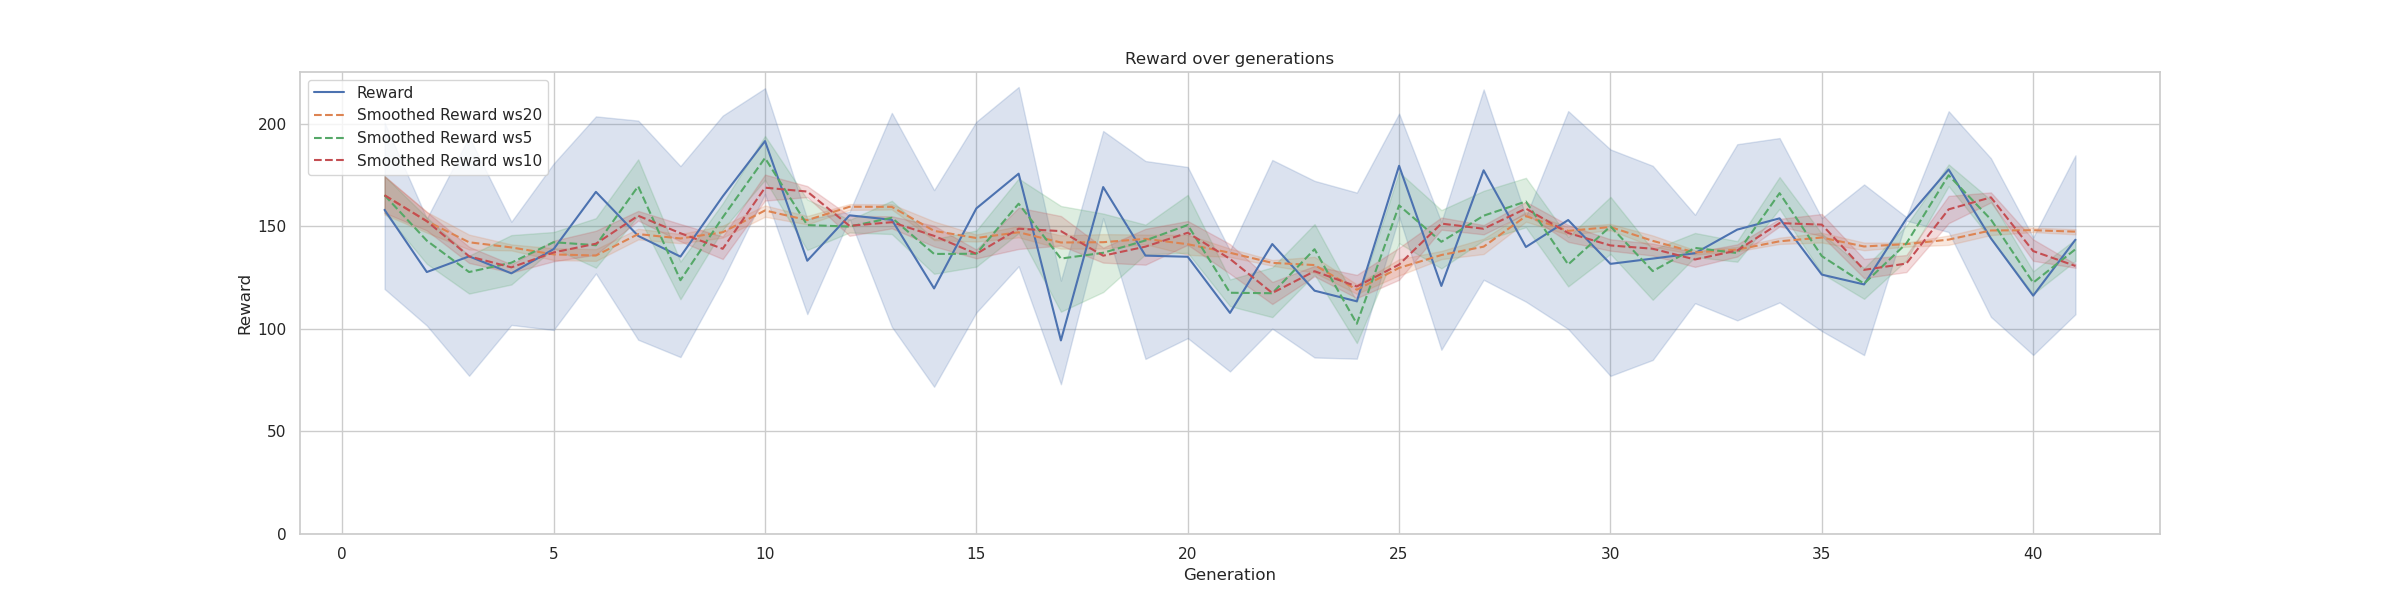 Reward over generations
Reward
Smoothed Reward ws20
Smoothed Reward ws5
Smoothed Reward ws10
200
150
100
50
0
Reward
0 5 10 15 20 25 30 35 40
Generation